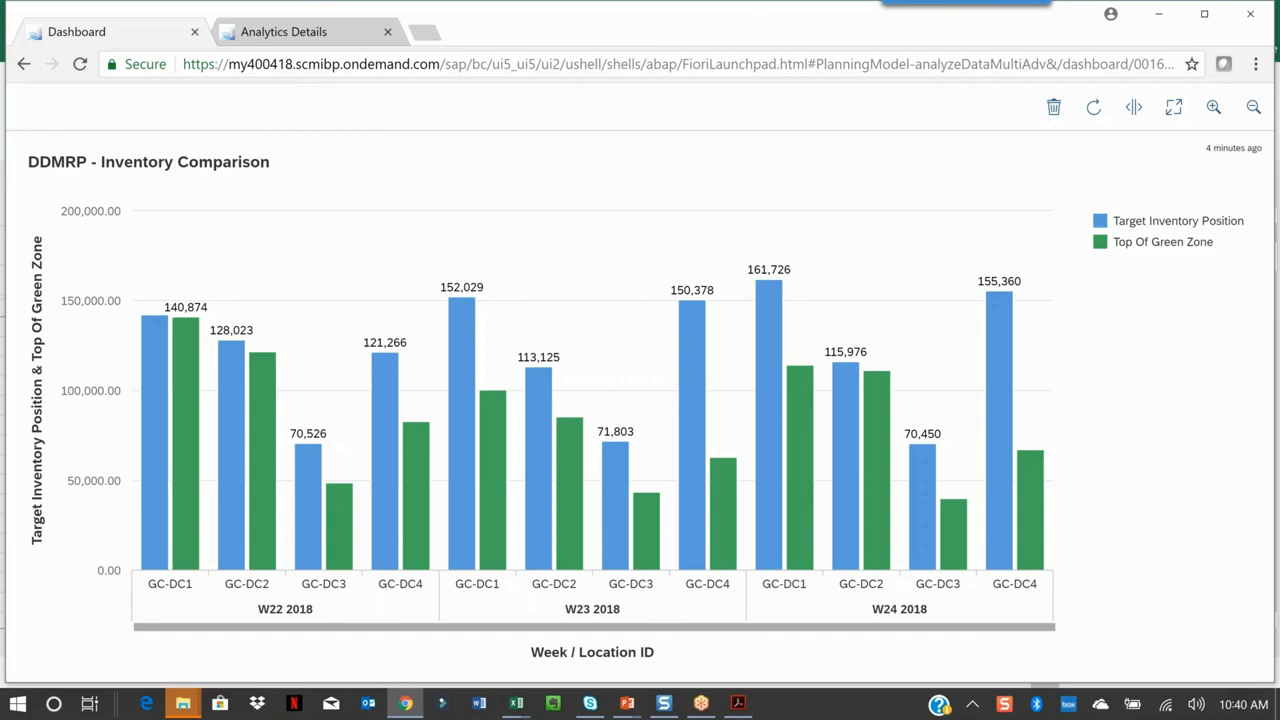 Dashboard
Analytics Details
Secure
https://my400418.scmibp.ondemand.com/sap/bc/ui5_ui5/ui2/ushell/shells/abap/FioriLaunchpad.html#PlanningModel-analyzeDataMultiAdv&/dashboard/0016...
4 minutes ago
DDMRP - Inventory Comparison
Target Inventory Position & Top Of Green Zone
200,000.00
150,000.00
100,000.00
50,000.00
0.00
Target Inventory Position
Top Of Green Zone
140,874
128,023
70,526
121,266
152,029
113,125
71,803
150,378
161,726
115,976
70,450
155,360
GC-DC1 GC-DC2 GC-DC3 GC-DC4 GC-DC1 GC-DC2 GC-DC3 GC-DC4 GC-DC1 GC-DC2 GC-DC3 GC-DC4
W22 2018 W23 2018 W24 2018
Week / Location ID
box
10:40 AM